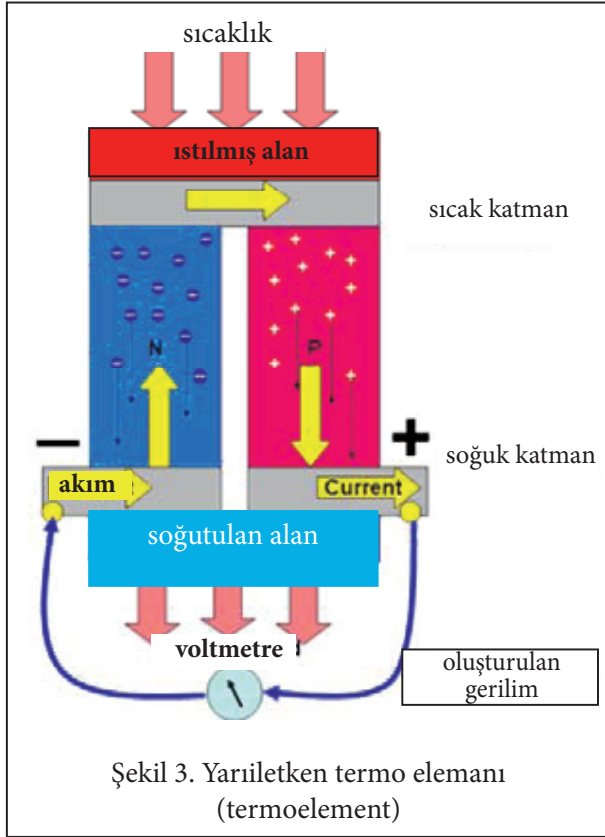 sıcaklık
ıstılmış alan
sıcak katman
N
P
−
+
soğuk katman
akım
Current
soğutulan alan
voltmetre
oluşturulan
gerilim
Şekil 3. Yarıiletken termo elemanı
(termoelement)